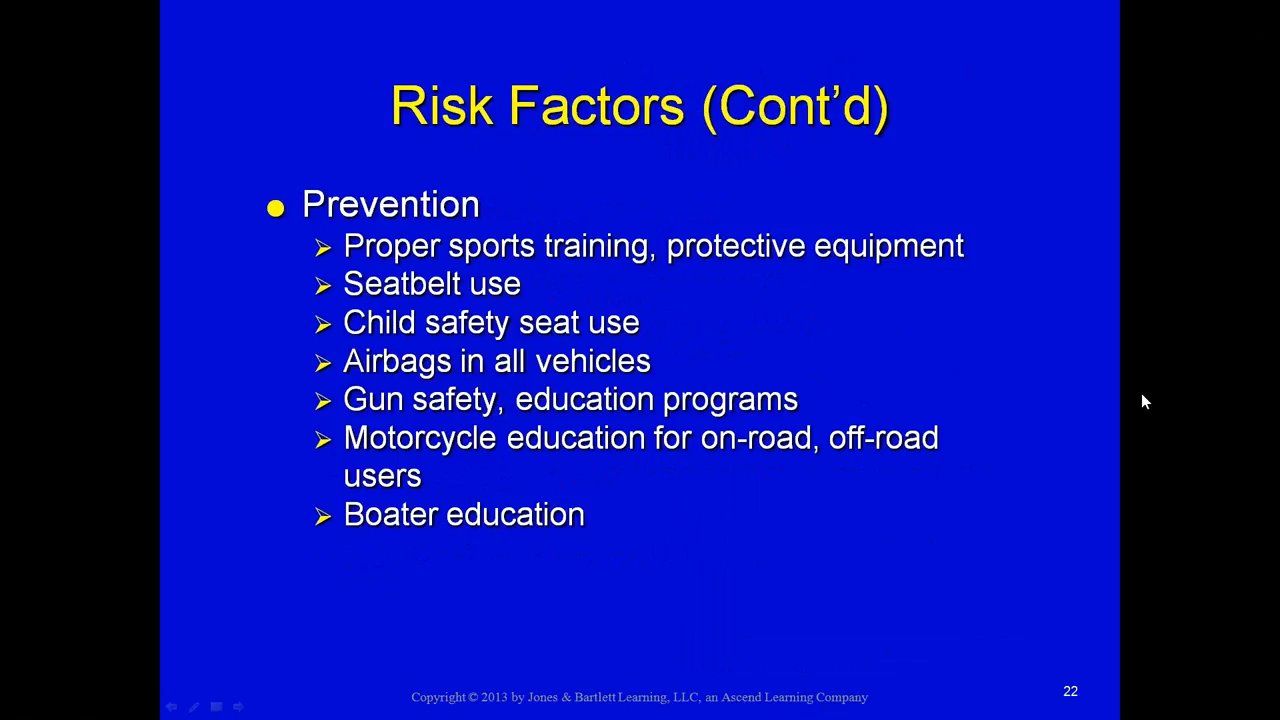 Risk Factors (Cont’d)
Prevention
Proper sports training, protective equipment
Seatbelt use
Child safety seat use
Airbags in all vehicles
Gun safety, education programs
Motorcycle education for on-road, off-road
users
Boater education
22
Copyright © 2013 by Jones & Bartlett Learning, LLC, an Ascend Learning Company